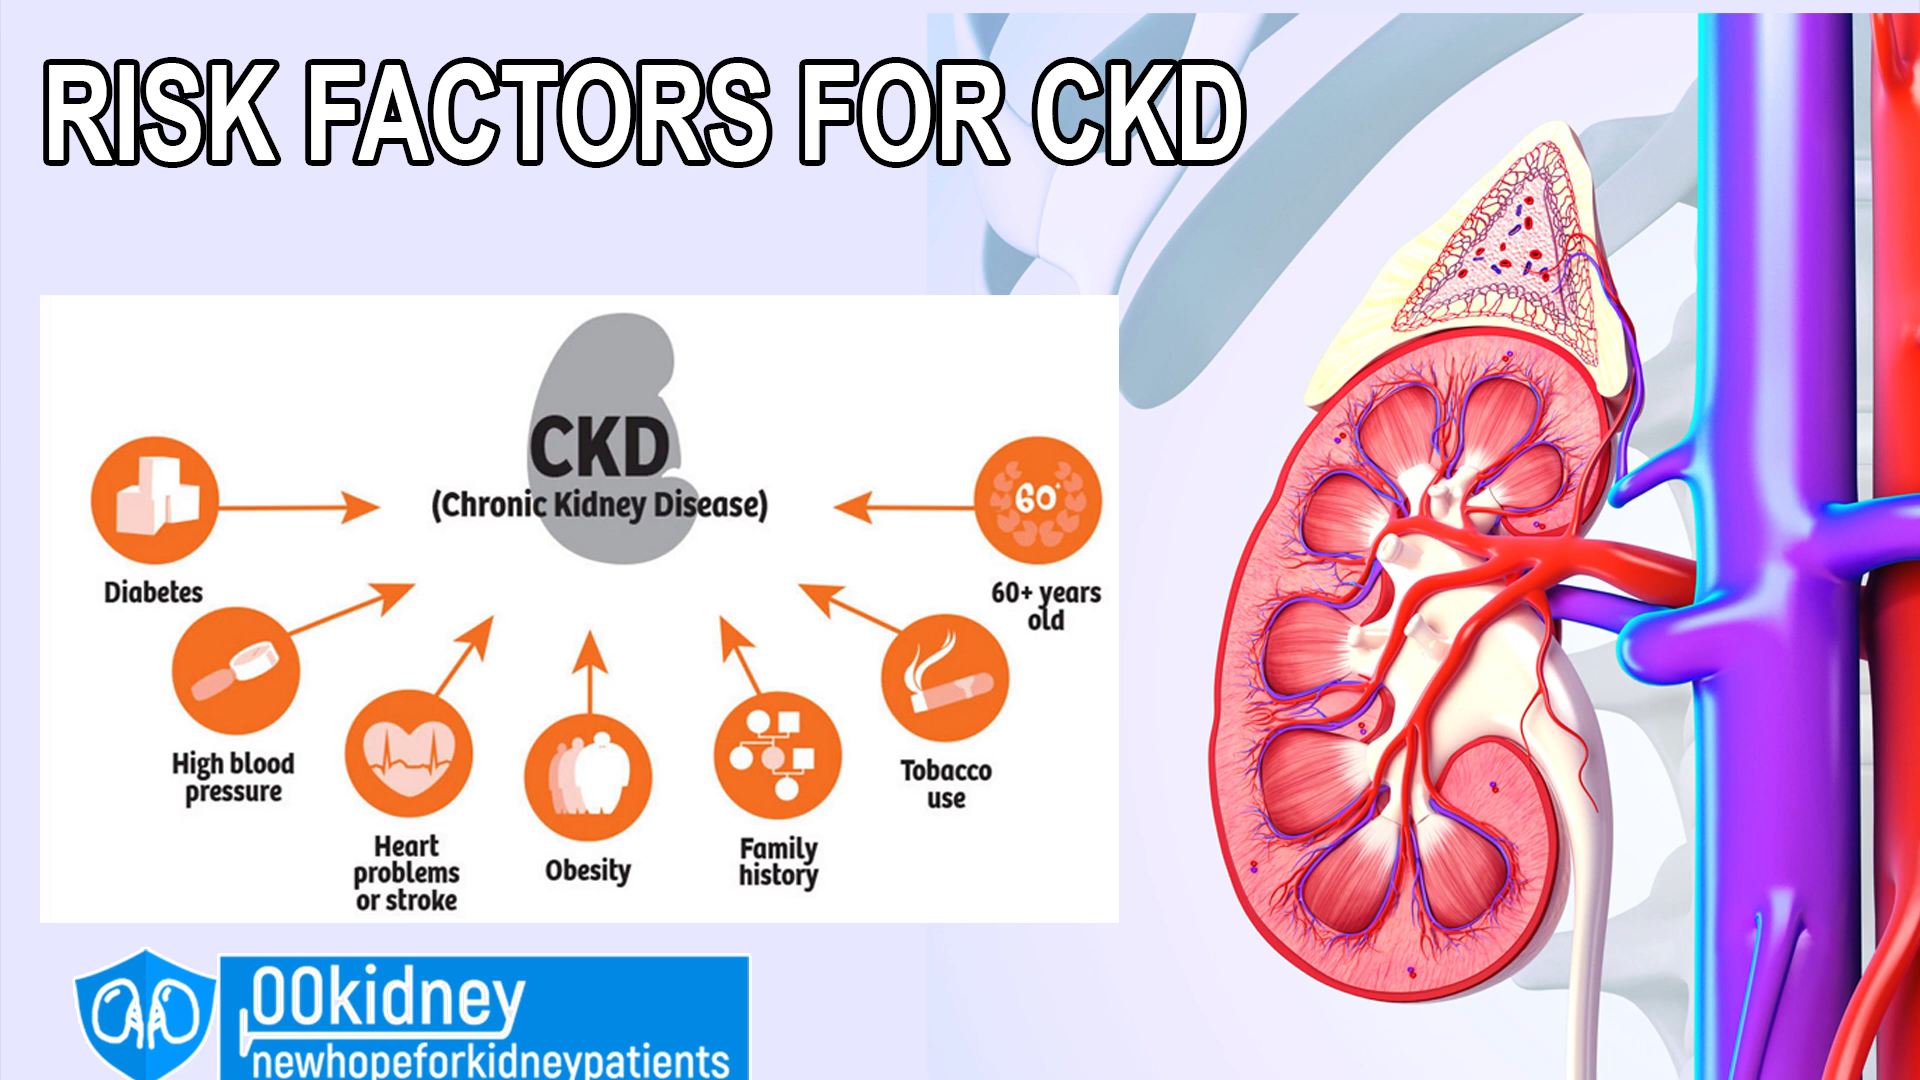 RISK FACTORS FOR CKD
CKD
(Chronic Kidney Disease)
60+
Diabetes
60+ years
old
High blood
pressure
Tobacco
use
Heart
problems
or stroke
Obesity
Family
history
00kidney
newhopeforkidneypatients